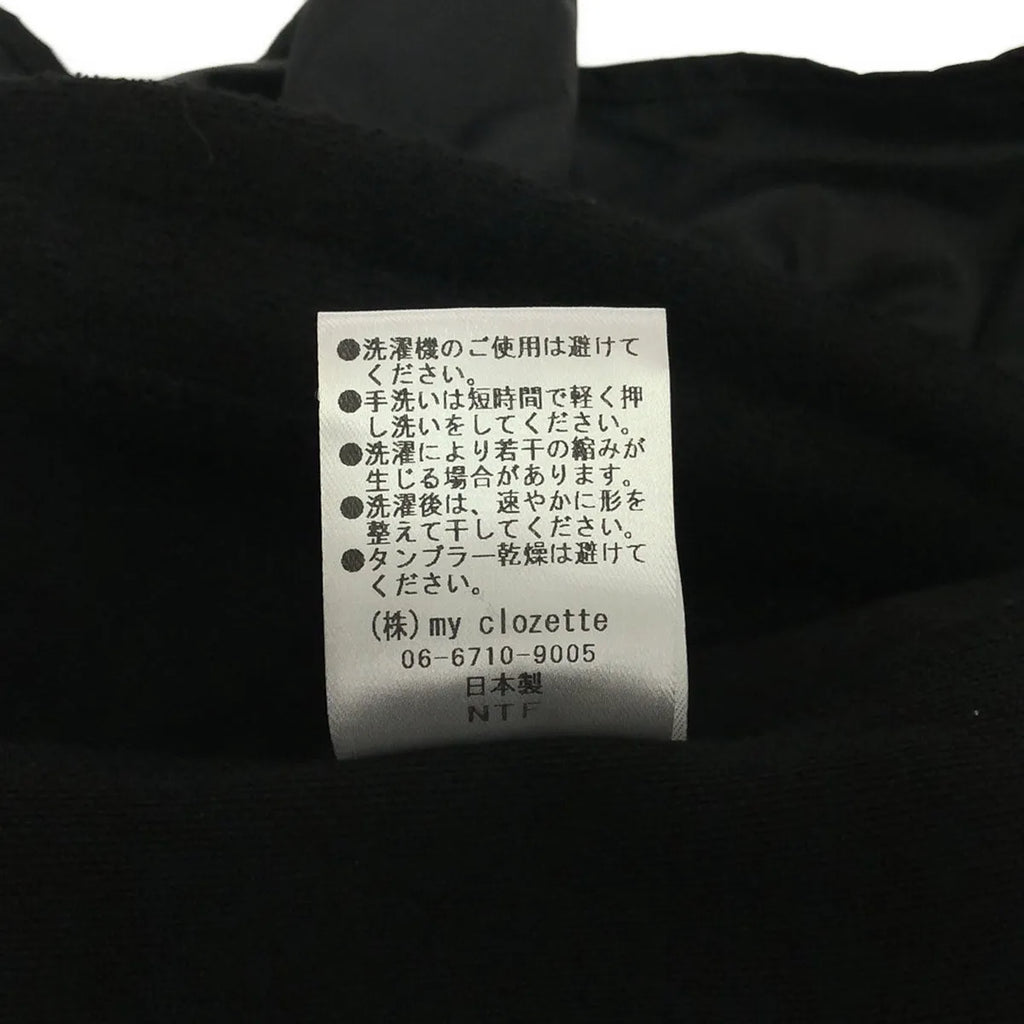 ●洗濯機のご使用は避けて
ください。
●手洗いは短時間で軽く押
し洗いをしてください。
●洗濯により若干の縮みが
生じる場合があります。
●洗濯後は、速やかに形を
整えて干してください。
●タンブラー乾燥は避けて
ください。
(株)my clozette
06-6710-9005
日本製
NTF